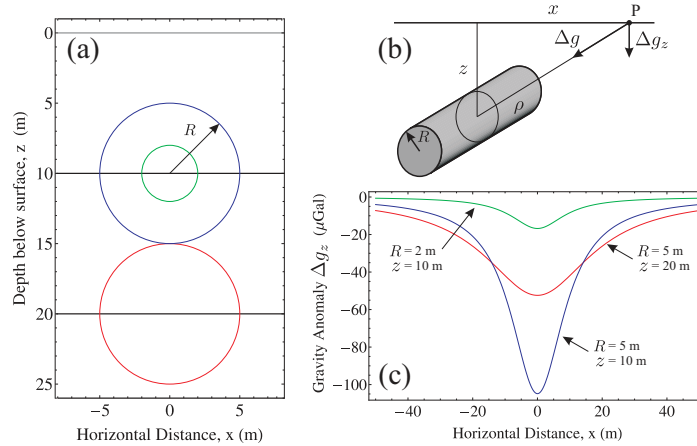 (a)
0
5
10
15
20
25
Depth below surface, z (m)
R
−5
0
5
Horizontal Distance, x (m)
(b)
x
P
Δg
Δg_z
z
ρ
R
0
−20
−40
−60
−80
−100
Gravity Anomaly Δg_z (μGal)
R = 2 m
z = 10 m
R = 5 m
z = 20 m
R = 5 m
z = 10 m
(c)
−40
−20
0
20
40
Horizontal Distance, x (m)